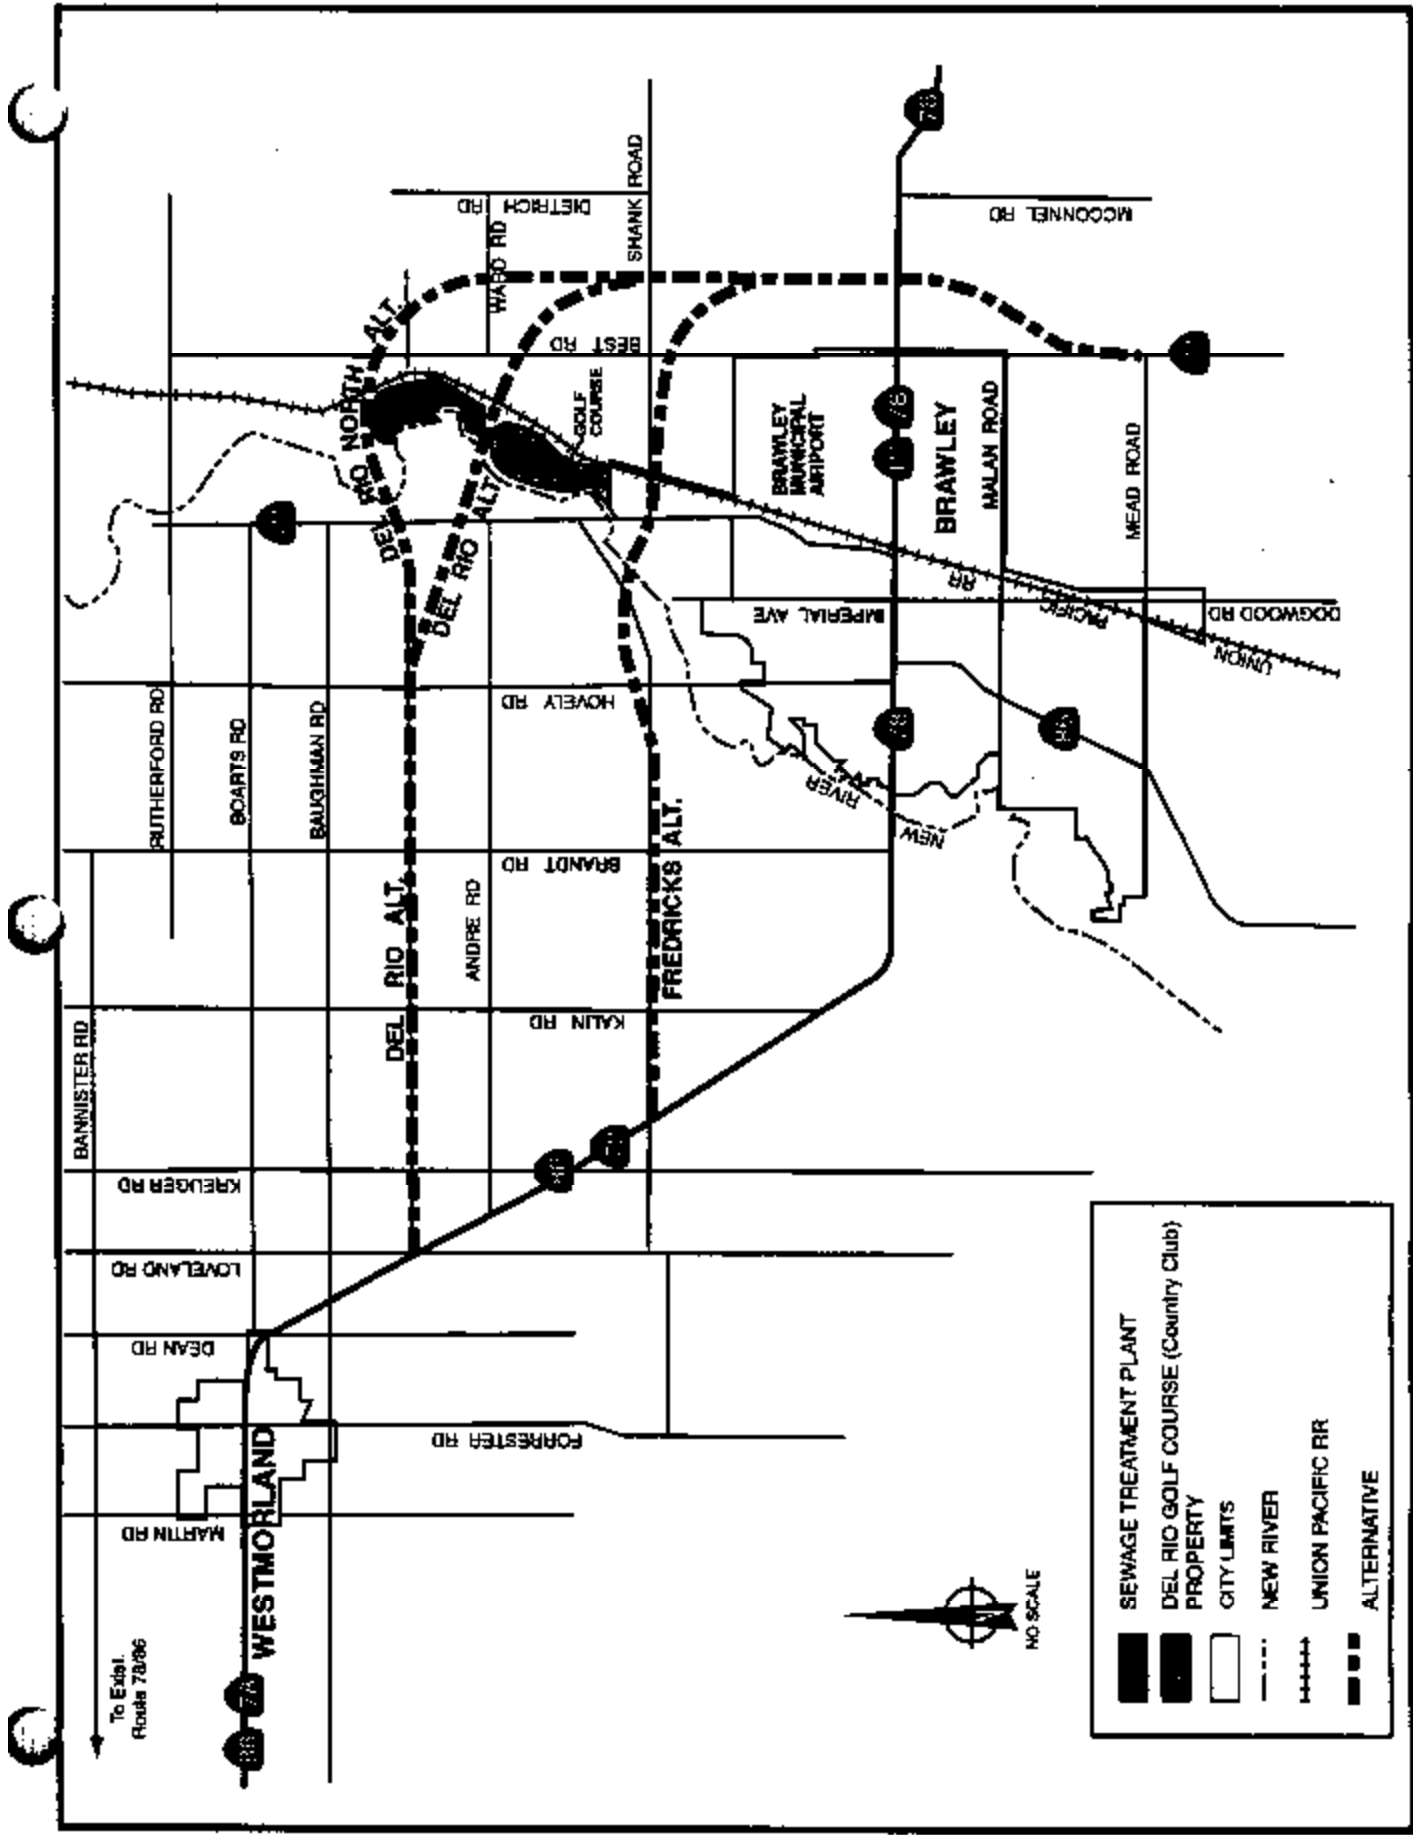 To Exist.
Route 78/86
BANNISTER RD
RUTHERFORD RD
BOARTS RD
BAUGHMAN RD
ANDRE RD
MARTIN RD
WESTMORLAND
FORRESTER RD
DEAN RD
LOVELAND RD
KREUGER RD
KALIN RD
BRANDT RD
HOVELY RD
DEL RIO ALT.
FREDRICKS ALT.
DEL RIO ALT.
DEL RIO NORTH ALT.
GOLF
COURSE
BEST RD
WARD RD
DIETRICH
RD
SHANK ROAD
BRAWLEY
MUNICIPAL
AIRPORT
78
78
BRAWLEY
MALAN ROAD
MEAD ROAD
MCCONNEL RD
IMPERIAL AVE
DOGWOOD RD
UNION PACIFIC RR
NEW RIVER
78
86
86
78
NO SCALE
SEWAGE TREATMENT PLANT
DEL RIO GOLF COURSE (Country Club)
PROPERTY
CITY LIMITS
NEW RIVER
UNION PACIFIC RR
ALTERNATIVE